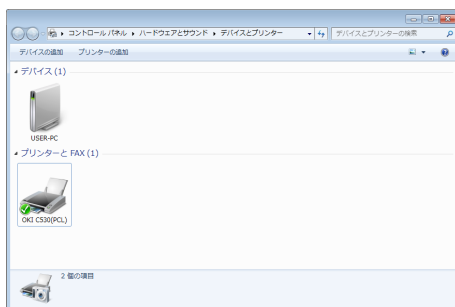 コントロール パネル ▸ ハードウェアとサウンド ▸ デバイスとプリンター
デバイスとプリンターの検索
デバイスの追加 プリンターの追加
デバイス (1)
USER-PC
プリンターと FAX (1)
OKI C530(PCL)
2 個の項目